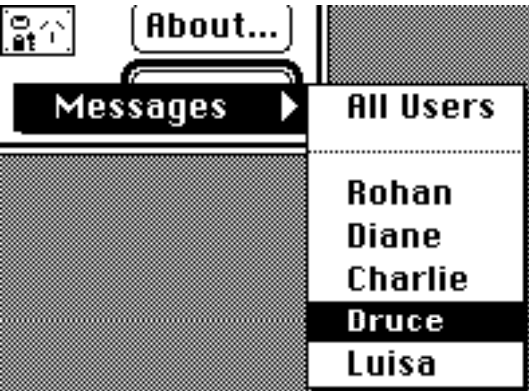 About...
Messages
All Users
Rohan
Diane
Charlie
Druce
Luisa